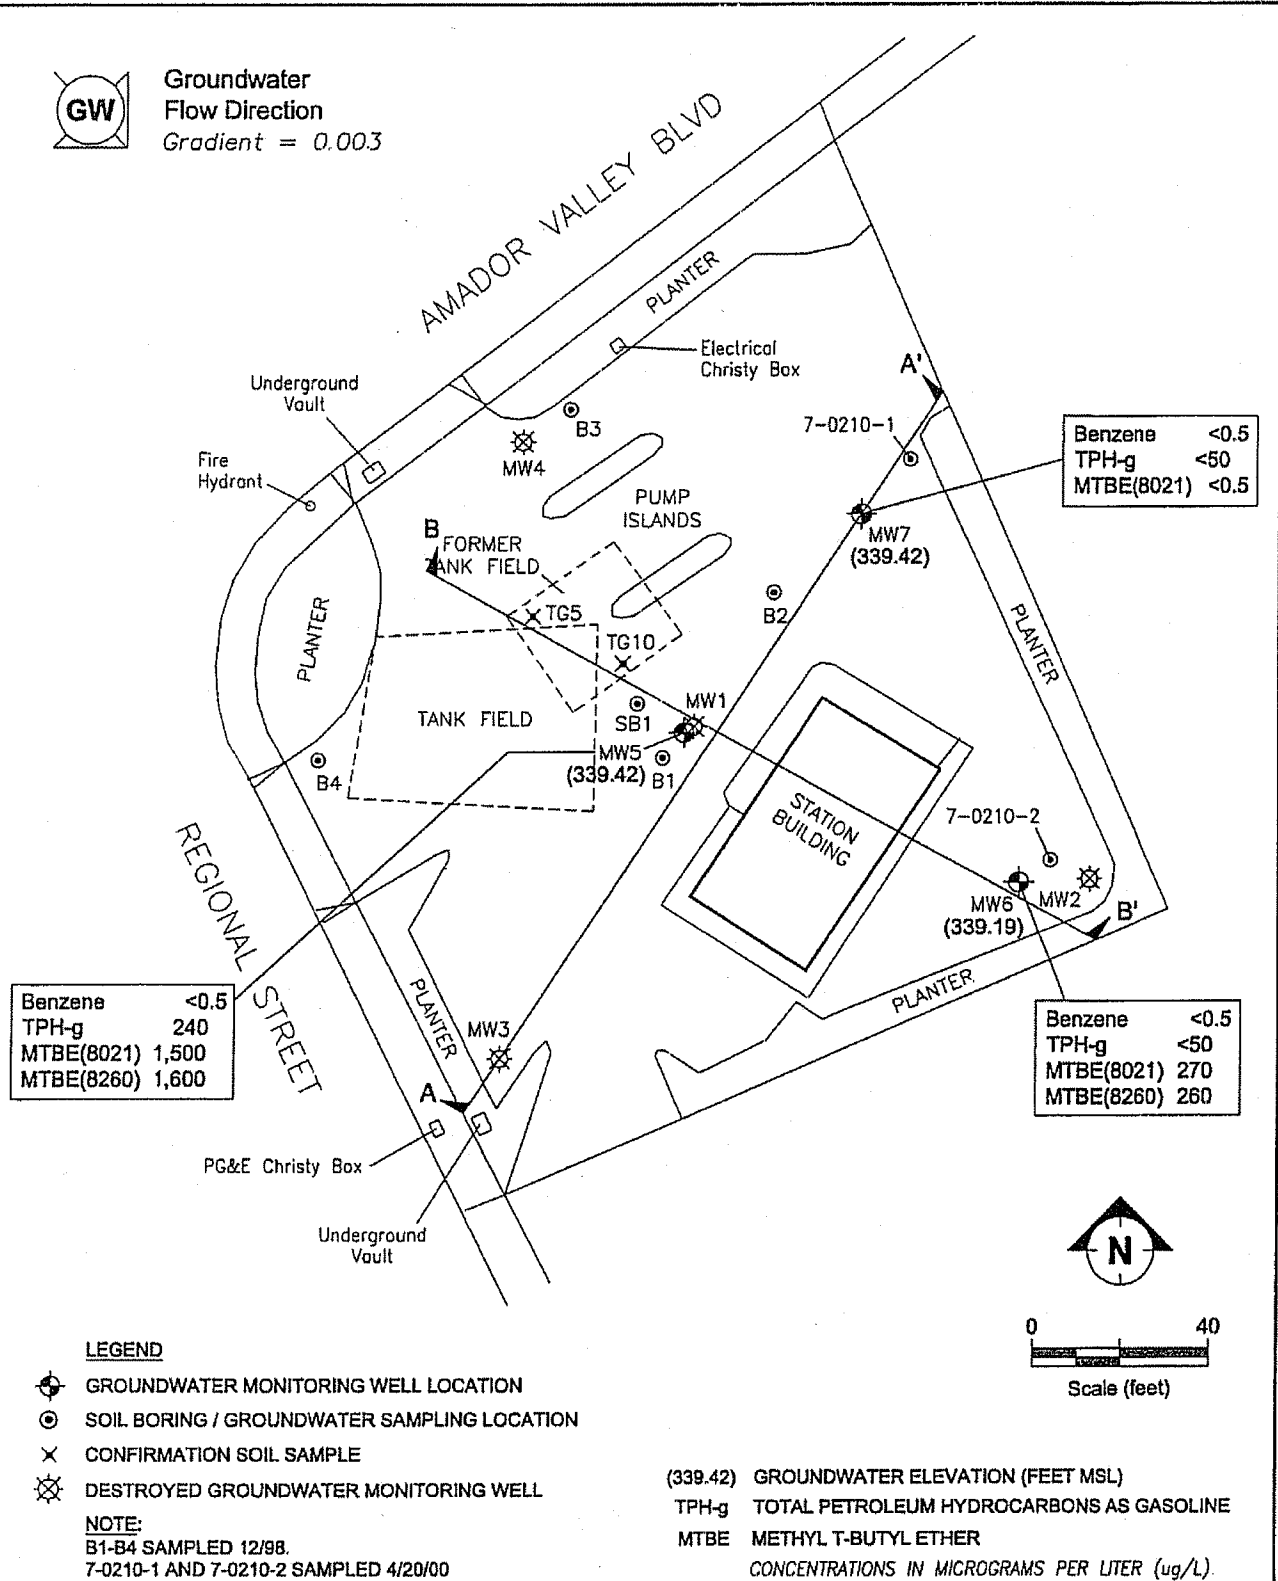 GW
Groundwater
Flow Direction
Gradient = 0.003
AMADOR VALLEY BLVD
PLANTER
Electrical
Christy Box
Underground
Vault
Fire
Hydrant
B3
MW4
A'
7-0210-1
Benzene <0.5
TPH-g <50
MTBE(8021) <0.5
PUMP
ISLANDS
MW7
(339.42)
B
FORMER
TANK FIELD
TG5
B2
TG10
PLANTER
PLANTER
TANK FIELD
SB1
MW1
MW5
(339.42)
B1
B4
STATION
BUILDING
7-0210-2
REGIONAL STREET
MW6
(339.19)
MW2
B'
PLANTER
PLANTER
Benzene <0.5
TPH-g 240
MTBE(8021) 1,500
MTBE(8260) 1,600
MW3
A
Benzene <0.5
TPH-g <50
MTBE(8021) 270
MTBE(8260) 260
PG&E Christy Box
Underground
Vault
N
0 40
Scale (feet)
LEGEND
GROUNDWATER MONITORING WELL LOCATION
SOIL BORING / GROUNDWATER SAMPLING LOCATION
CONFIRMATION SOIL SAMPLE
DESTROYED GROUNDWATER MONITORING WELL
NOTE:
B1-B4 SAMPLED 12/98.
7-0210-1 AND 7-0210-2 SAMPLED 4/20/00
(339.42) GROUNDWATER ELEVATION (FEET MSL)
TPH-g TOTAL PETROLEUM HYDROCARBONS AS GASOLINE
MTBE METHYL T-BUTYL ETHER
CONCENTRATIONS IN MICROGRAMS PER LITER (ug/L).